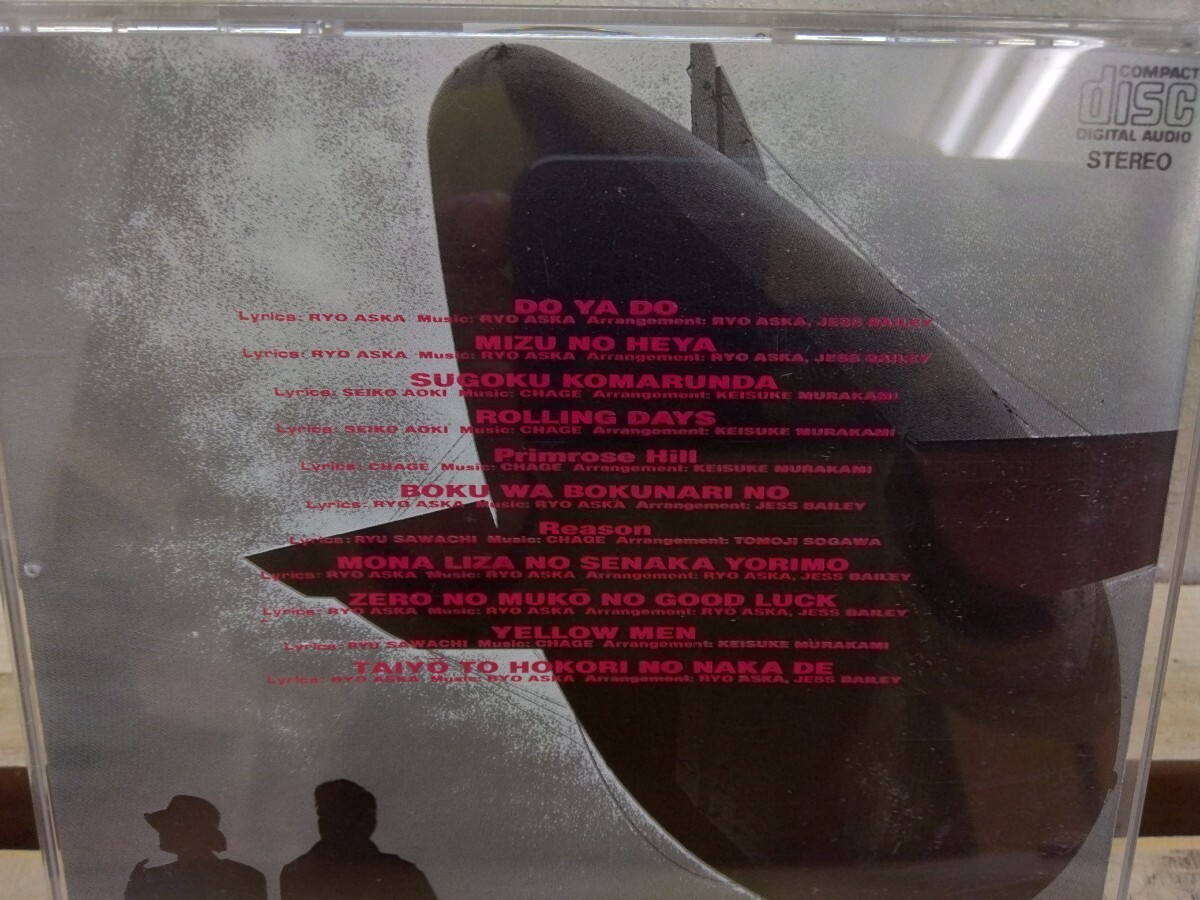 COMPACT
disc
DIGITAL AUDIO
STEREO
DO YA DO
Lyrics: RYO ASKA Music: RYO ASKA Arrangement: RYO ASKA, JESS BAILEY
MIZU NO HEYA
Lyrics: RYO ASKA Music: RYO ASKA Arrangement: RYO ASKA, JESS BAILEY
SUGOKU KOMARUNDA
Lyrics: SEIKO AOKI Music: CHAGE Arrangement: KEISUKE MURAKAMI
ROLLING DAYS
Lyrics: SEIKO AOKI Music: CHAGE Arrangement: KEISUKE MURAKAMI
Primrose Hill
Lyrics: CHAGE Music: CHAGE Arrangement: KEISUKE MURAKAMI
BOKU WA BOKUNARI NO
Lyrics: RYO ASKA Music: RYO ASKA Arrangement: JESS BAILEY
Reason
Lyrics: RYU SAWACHI Music: CHAGE Arrangement: TOMOJI SOGAWA
MONA LIZA NO SENAKA YORIMO
Lyrics: RYO ASKA Music: RYO ASKA Arrangement: RYO ASKA, JESS BAILEY
ZERO NO MUKŌ NO GOOD LUCK
Lyrics: RYO ASKA Music: RYO ASKA Arrangement: RYO ASKA, JESS BAILEY
YELLOW MEN
Lyrics: RYU SAWACHI Music: CHAGE Arrangement: KEISUKE MURAKAMI
TAIYŌ TO HOKORI NO NAKA DE
Lyrics: RYO ASKA Music: RYO ASKA Arrangement: RYO ASKA, JESS BAILEY